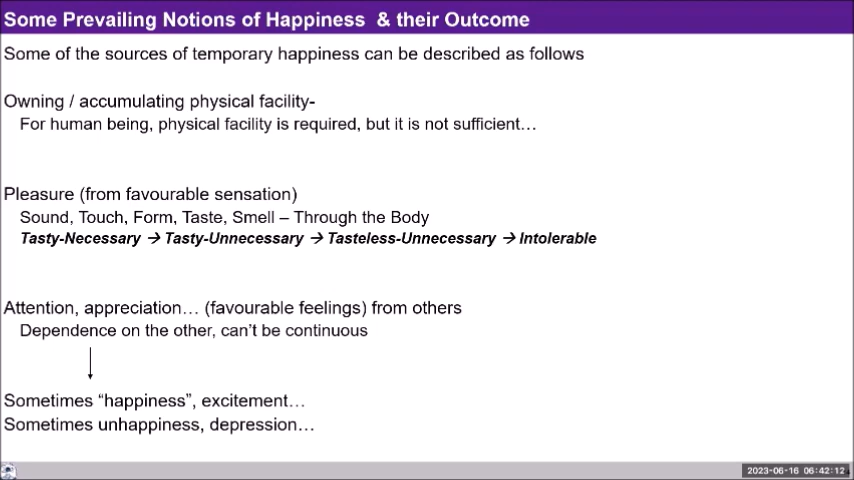 Some Prevailing Notions of Happiness & their Outcome
Some of the sources of temporary happiness can be described as follows
Owning / accumulating physical facility-
For human being, physical facility is required, but it is not sufficient…
Pleasure (from favourable sensation)
Sound, Touch, Form, Taste, Smell – Through the Body
Tasty-Necessary → Tasty-Unnecessary → Tasteless-Unnecessary → Intolerable
Attention, appreciation… (favourable feelings) from others
Dependence on the other, can't be continuous
Sometimes “happiness”, excitement…
Sometimes unhappiness, depression…
2023-06-16 06:42:12